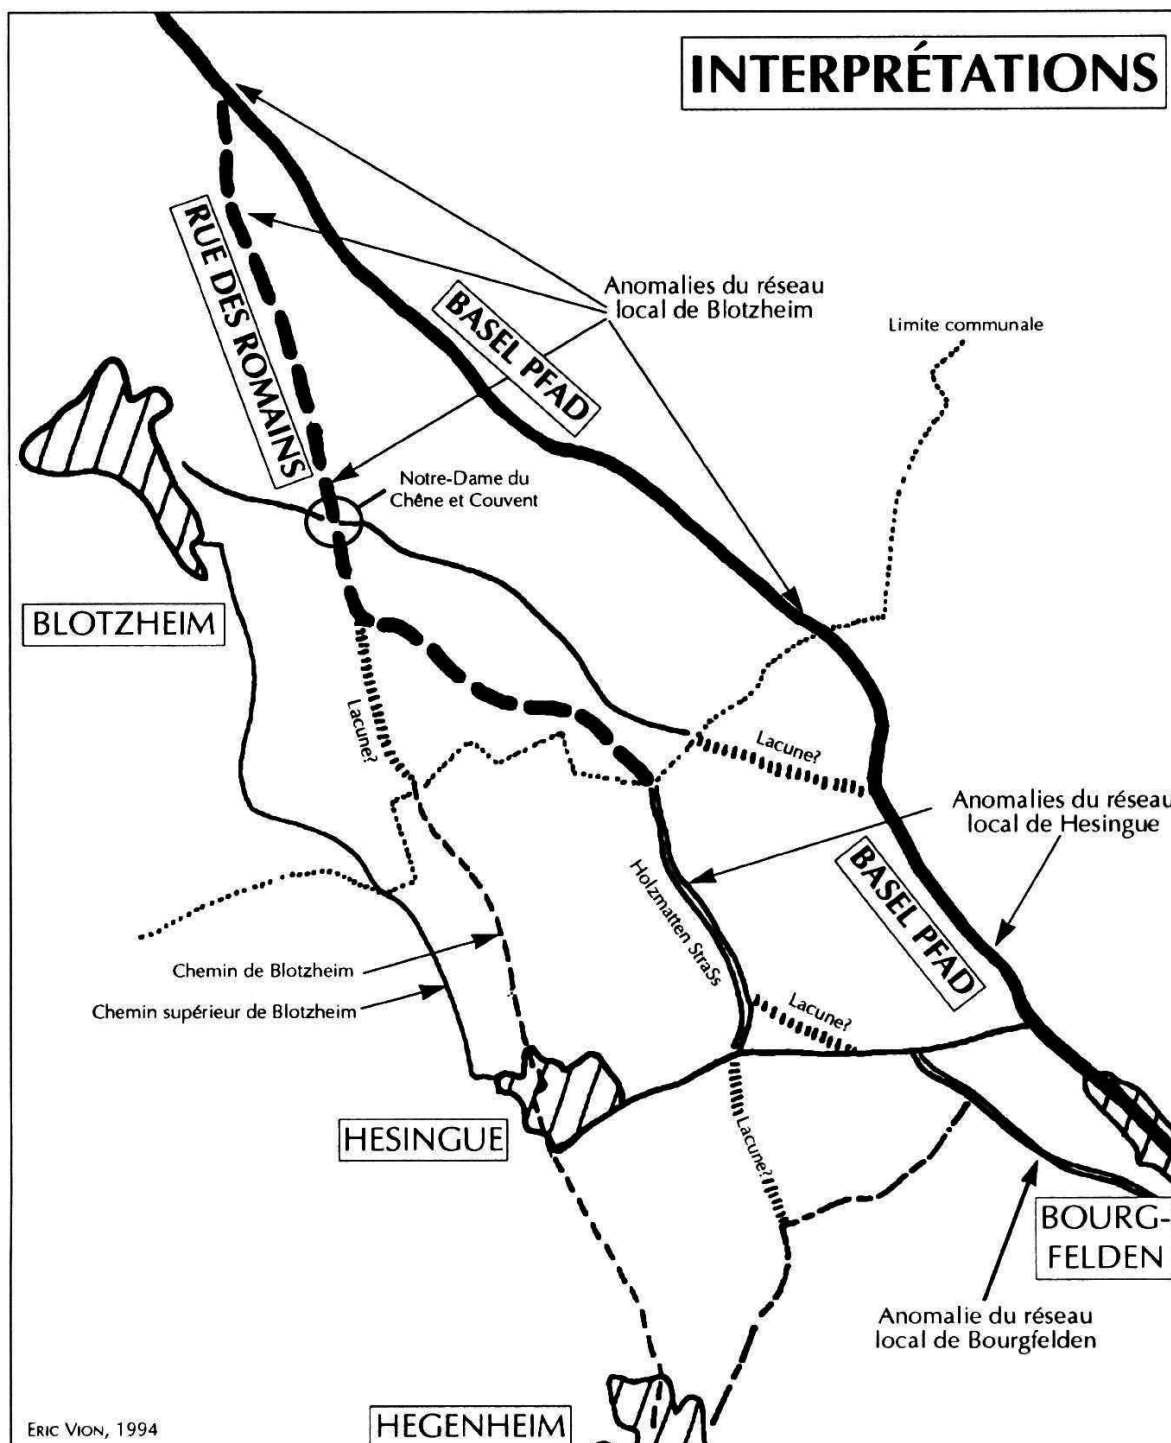 INTERPRÉTATIONS
RUE DES ROMAINS
Anomalies du réseau
local de Blotzheim
BASEL PFAD
Limite communale
Notre-Dame du
Chêne et Couvent
BLOTZHEIM
Lacune?
Lacune?
Anomalies du réseau
local de Hesingue
BASEL PFAD
Holzmatten StraSs
Chemin de Blotzheim
Chemin supérieur de Blotzheim
Lacune?
HESINGUE
Lacune?
BOURG-
FELDEN
Anomalie du réseau
local de Bourgfelden
HEGENHEIM
ERIC VION, 1994